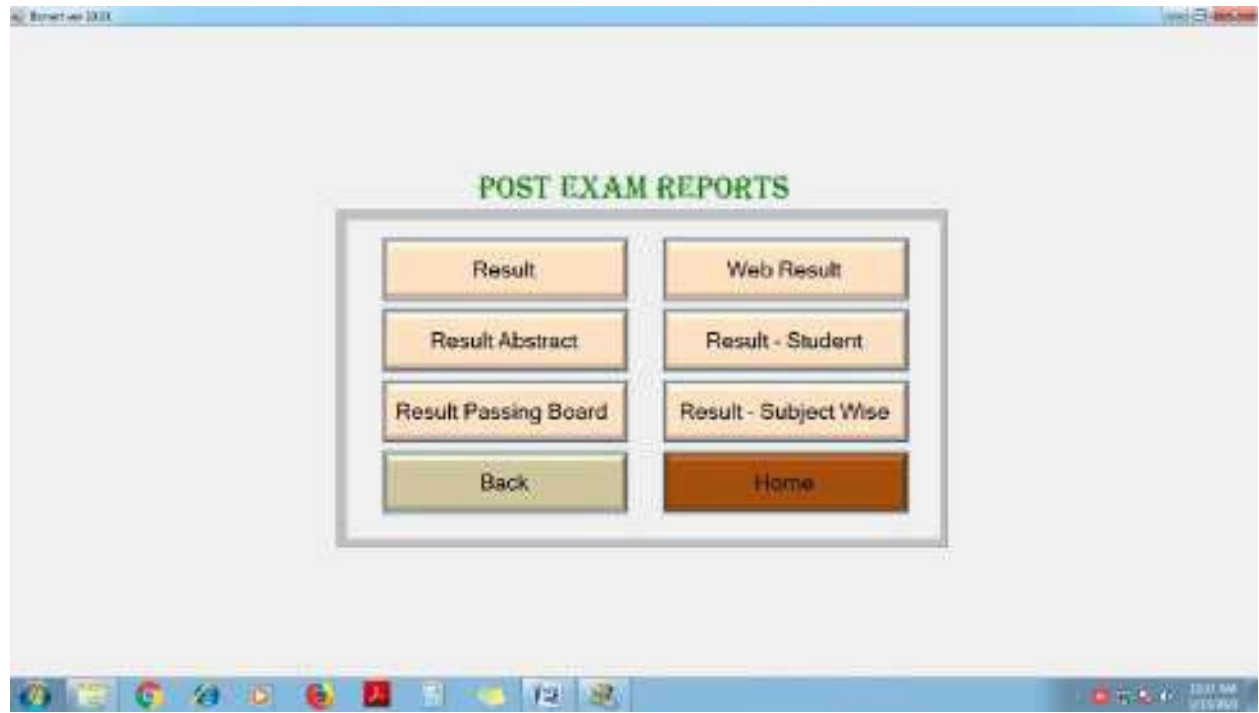 POST EXAM REPORTS
Result
Web Result
Result Abstract
Result - Student
Result Passing Board
Result - Subject Wise
Back
Home